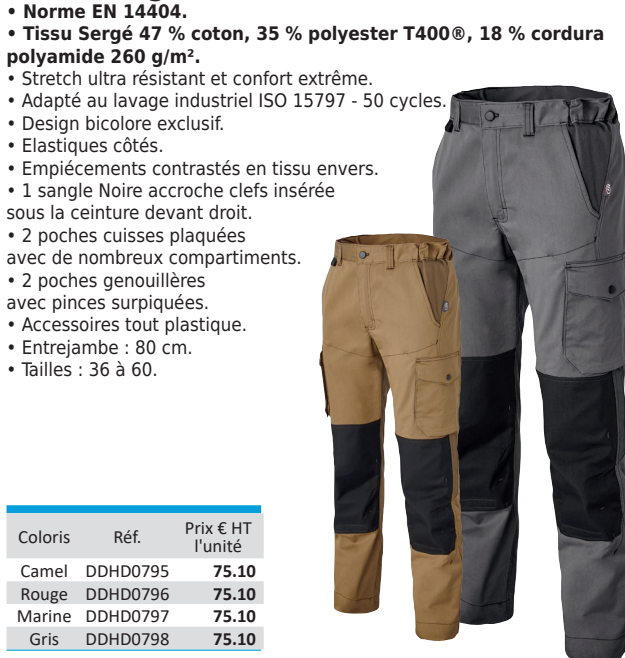 • Norme EN 14404.
• Tissu Sergé 47 % coton, 35 % polyester T400®, 18 % cordura
polyamide 260 g/m².
• Stretch ultra résistant et confort extrême.
• Adapté au lavage industriel ISO 15797 - 50 cycles.
• Design bicolore exclusif.
• Elastiques côtés.
• Empiécements contrastés en tissu envers.
• 1 sangle Noire accroche clefs insérée
sous la ceinture devant droit.
• 2 poches cuisses plaquées
avec de nombreux compartiments.
• 2 poches genouillères
avec pinces surpiquées.
• Accessoires tout plastique.
• Entrejambe : 80 cm.
• Tailles : 36 à 60.
Coloris Réf. Prix € HT
l'unité
Camel DDHD0795 75.10
Rouge DDHD0796 75.10
Marine DDHD0797 75.10
Gris DDHD0798 75.10